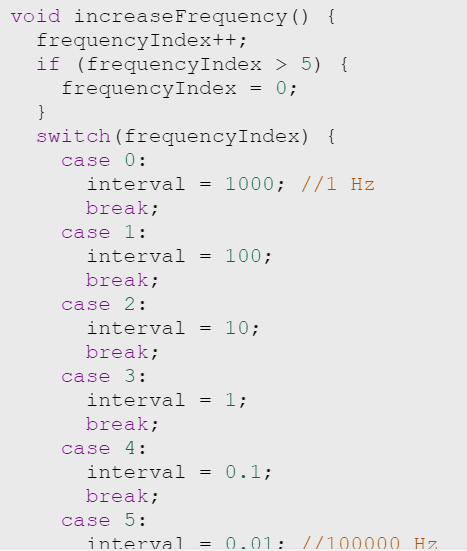 void increaseFrequency() {
frequencyIndex++;
if (frequencyIndex > 5) {
frequencyIndex = 0;
}
switch(frequencyIndex) {
case 0:
interval = 1000; //1 Hz
break;
case 1:
interval = 100;
break;
case 2:
interval = 10;
break;
case 3:
interval = 1;
break;
case 4:
interval = 0.1;
break;
case 5:
interval = 0.01; //100000 Hz